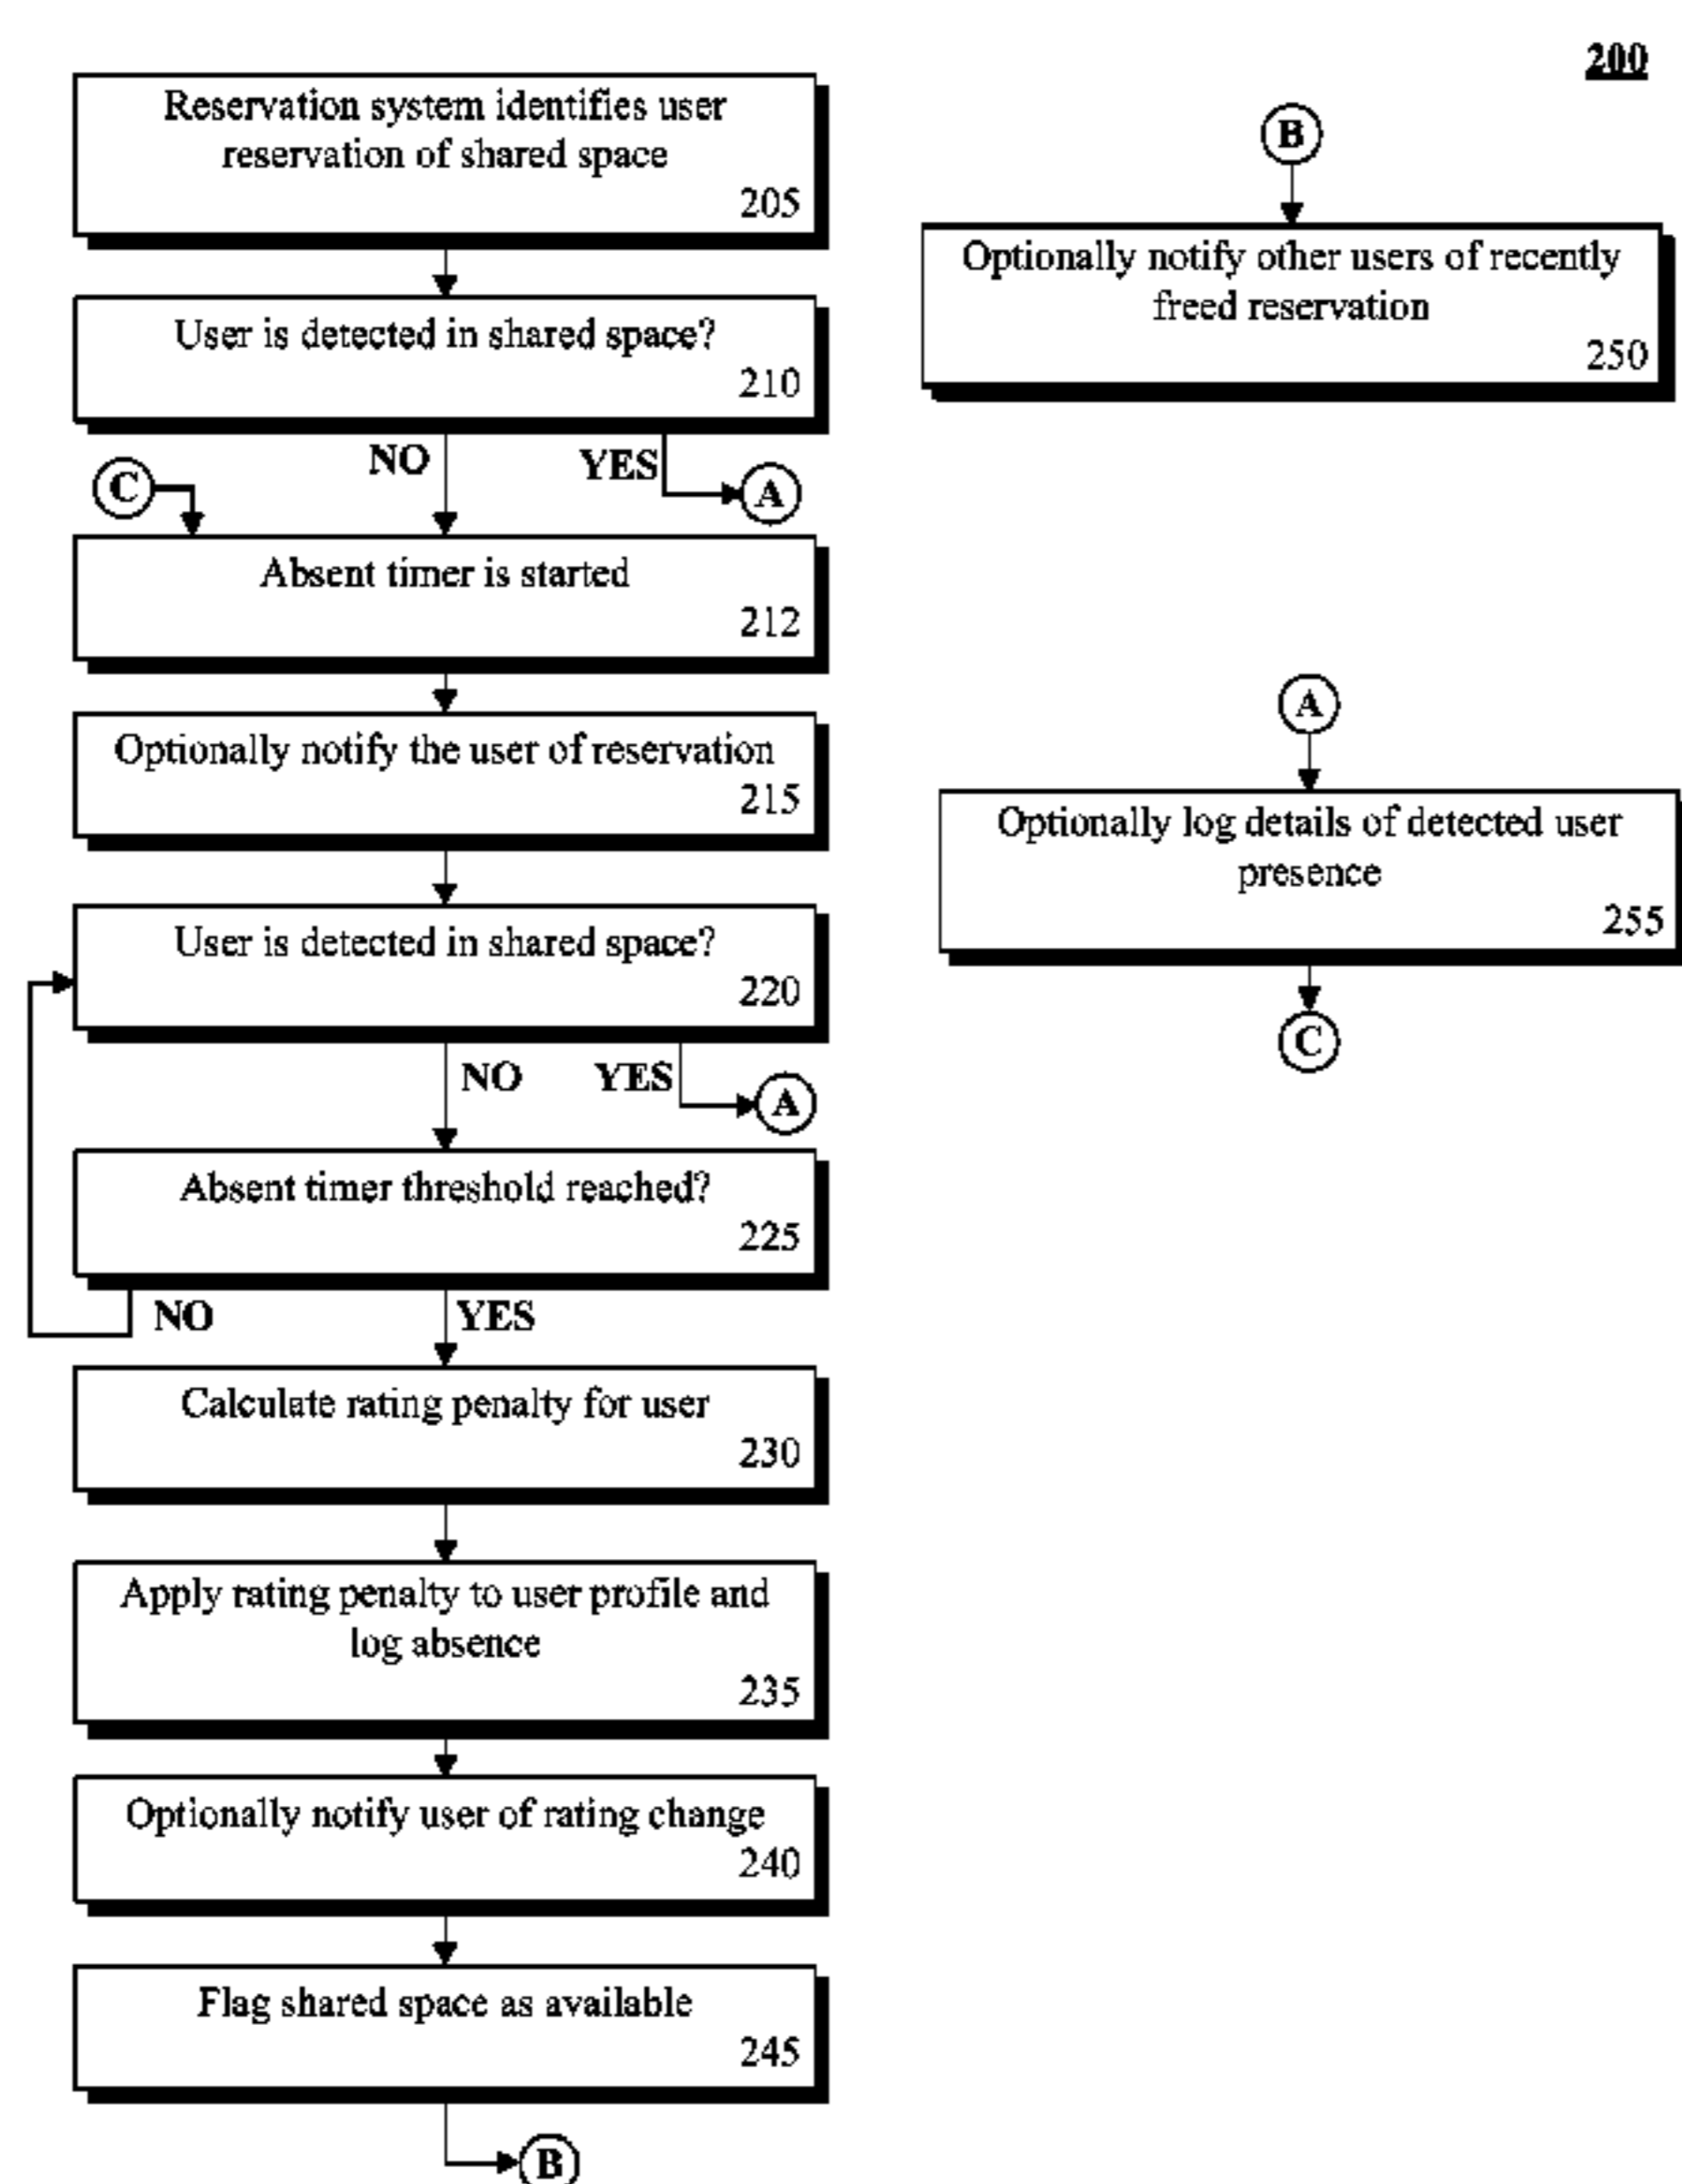 200
Reservation system identifies user
reservation of shared space
205
User is detected in shared space?
210
NO
YES
C
A
Absent timer is started
212
Optionally notify the user of reservation
215
User is detected in shared space?
220
NO
YES
A
Absent timer threshold reached?
225
NO
YES
Calculate rating penalty for user
230
Apply rating penalty to user profile and
log absence
235
Optionally notify user of rating change
240
Flag shared space as available
245
B
B
Optionally notify other users of recently
freed reservation
250
A
Optionally log details of detected user
presence
255
C